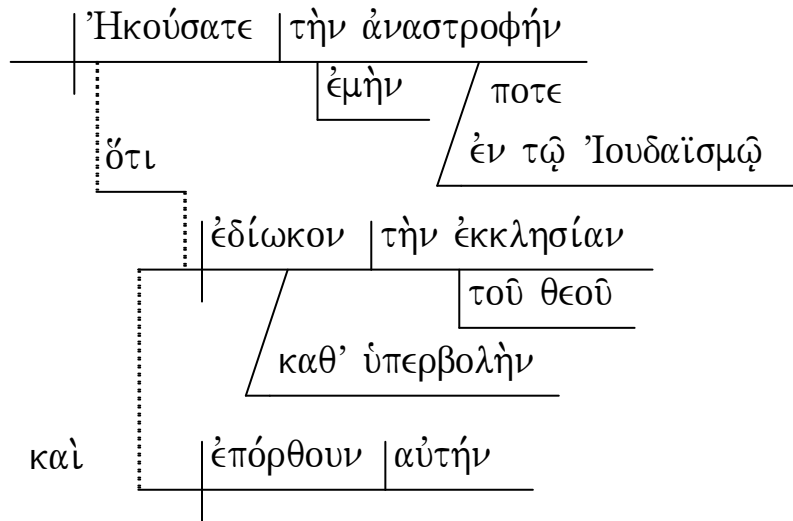 Ἠκούσατε τὴν ἀναστροφήν
ἐμὴν ποτε
ἐν τῷ Ἰουδαϊσμῷ
ὅτι
ἐδίωκον τὴν ἐκκλησίαν
τοῦ θεοῦ
καθʼ ὑπερβολὴν
καὶ ἐπόρθουν αὐτήν